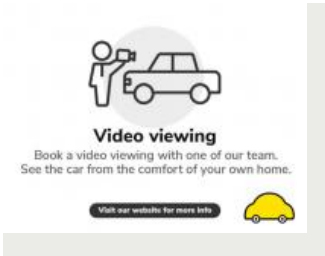 Video viewing
Book a video viewing with one of our team.
See the car from the comfort of your own home.
Visit our website for more info